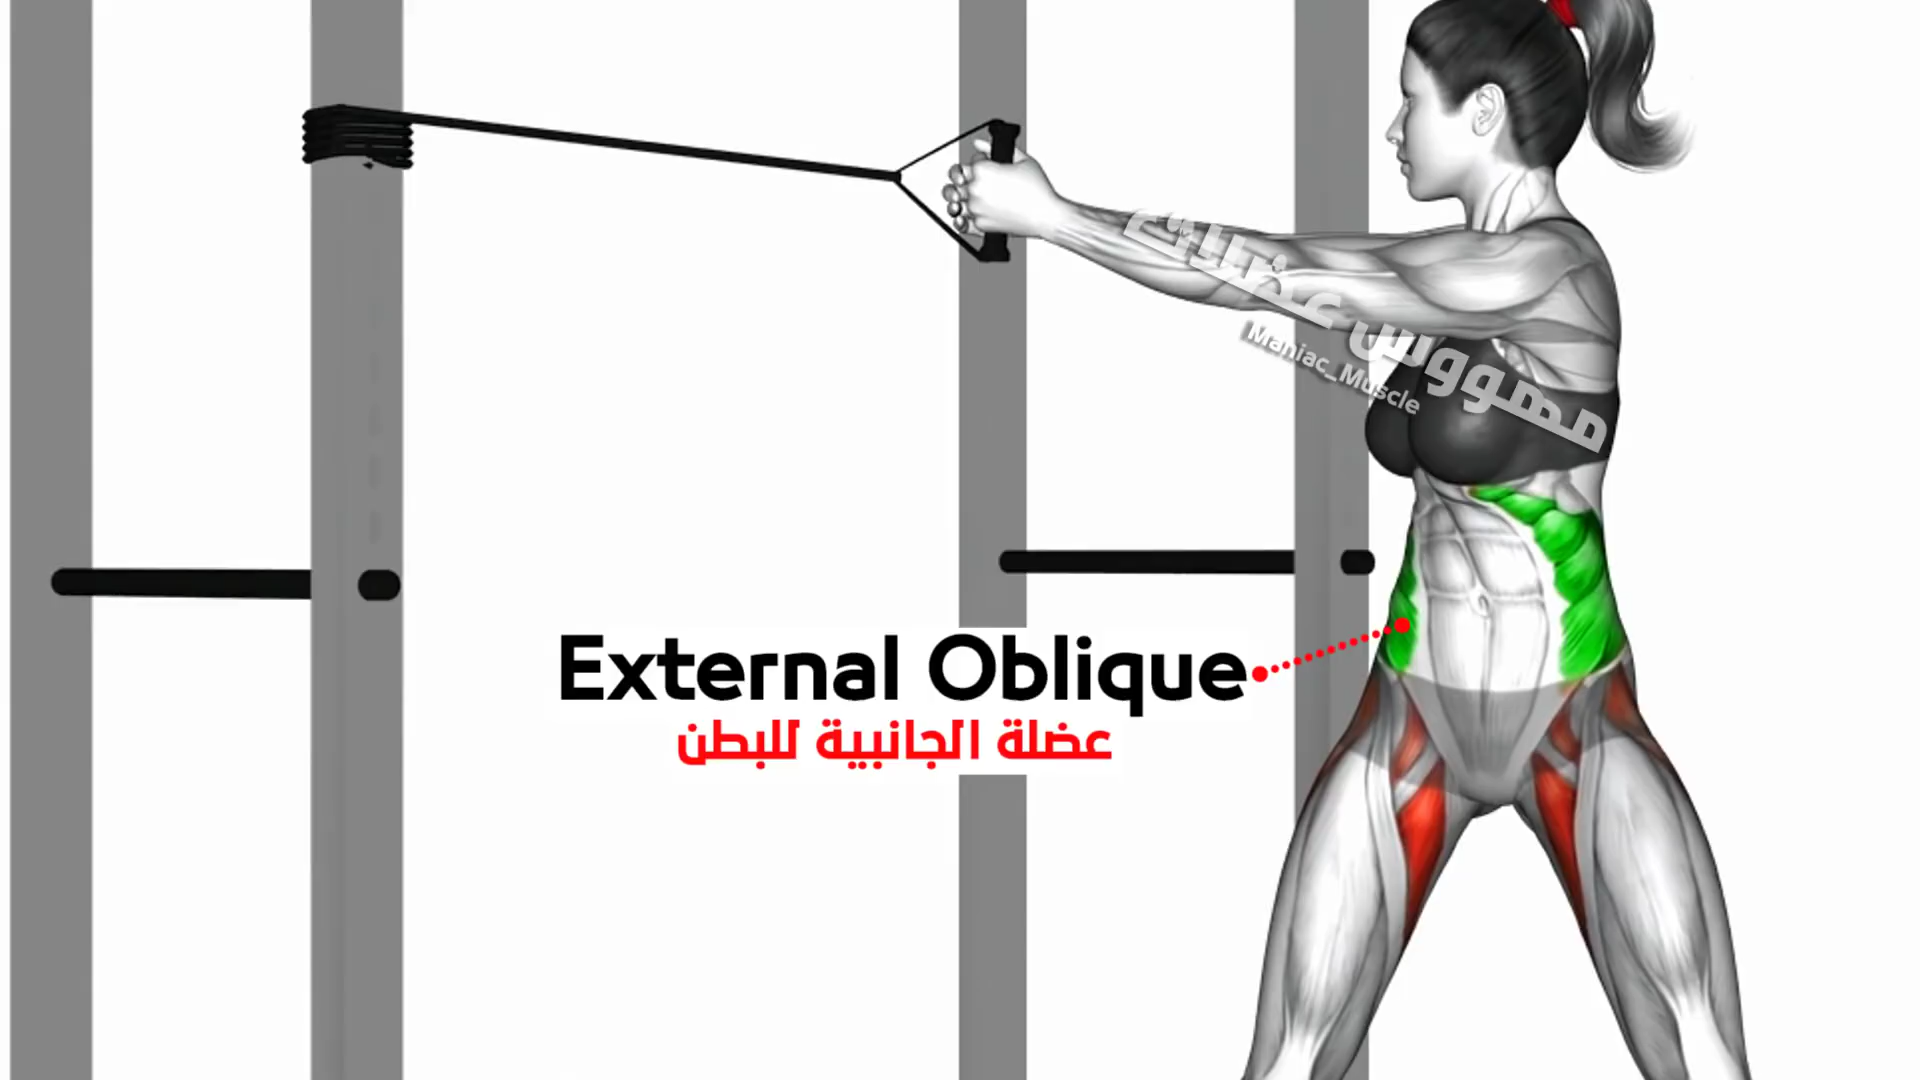 مهووس عضلات
Maniac_Muscle
External Oblique
عضلة الجانبية للبطن